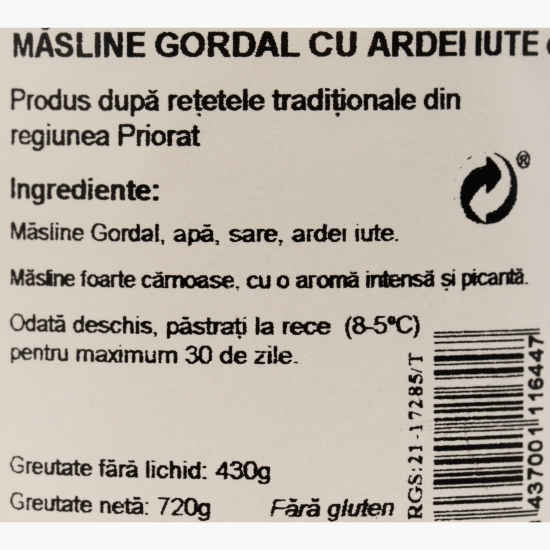 MĂSLINE GORDAL CU ARDEI IUTE
Produs după rețetele tradiționale din
regiunea Priorat
®
Ingrediente:
Măsline Gordal, apă, sare, ardei iute.
Măsline foarte cărnoase, cu o aromă intensă și picantă.
Odată deschis, păstrați la rece (8-5°C)
pentru maximum 30 de zile.
Greutate fără lichid: 430g
Greutate netă: 720g
Fără gluten
RGS:21-17285/T
437001 116447